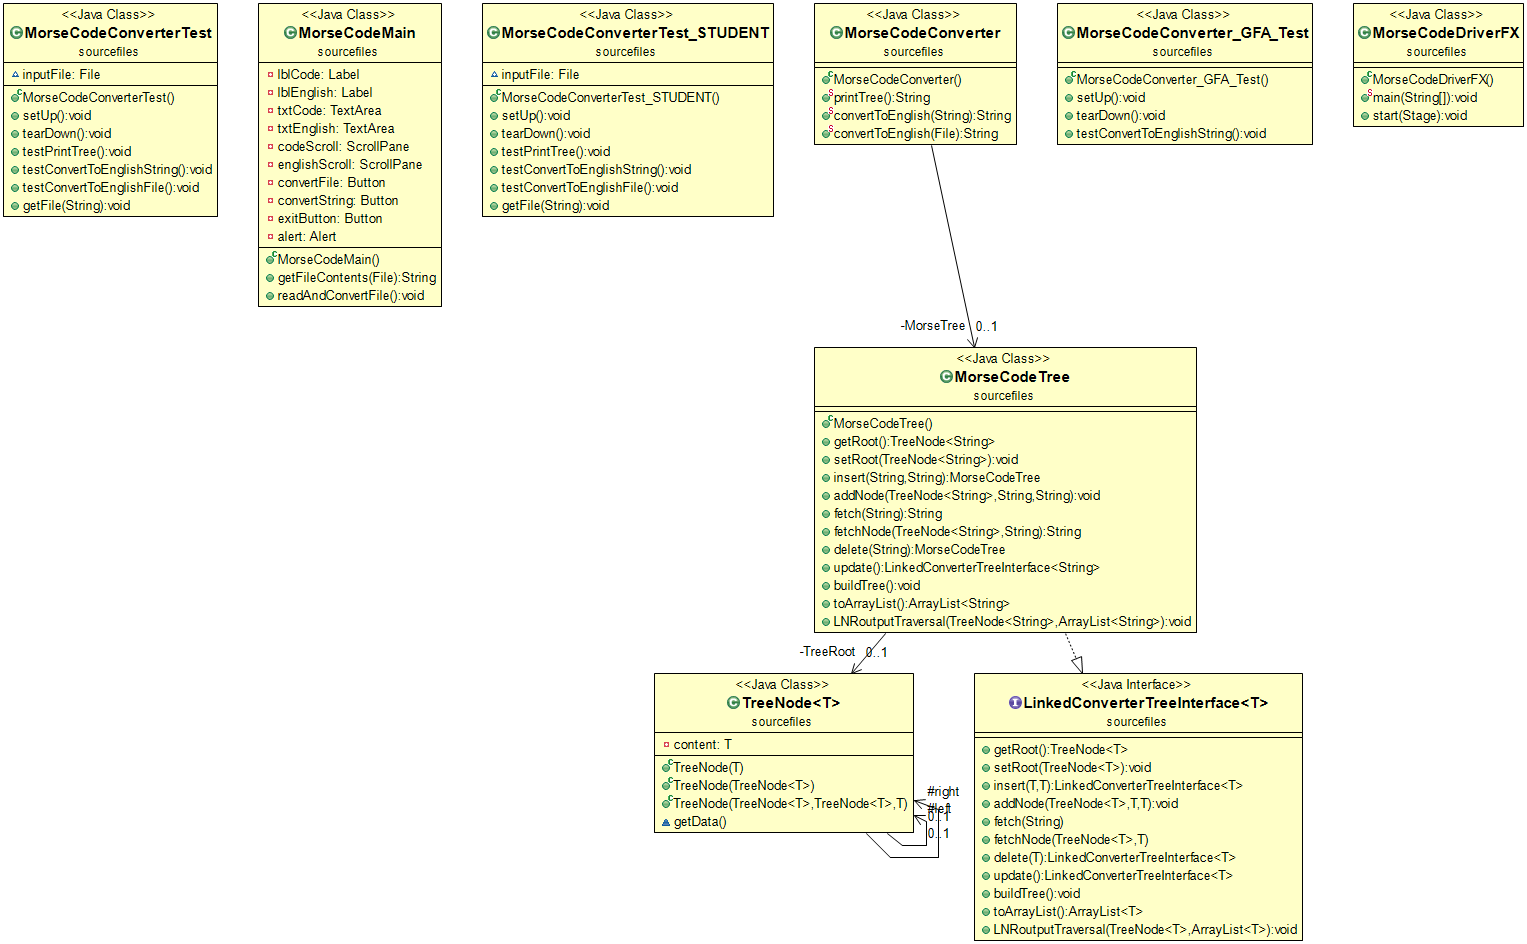 <<Java Class>>
MorseCodeConverterTest
sourcefiles
inputFile: File
MorseCodeConverterTest()
setUp():void
tearDown():void
testPrintTree():void
testConvertToEnglishString():void
testConvertToEnglishFile():void
getFile(String):void
<<Java Class>>
MorseCodeMain
sourcefiles
lblCode: Label
lblEnglish: Label
txtCode: TextArea
txtEnglish: TextArea
codeScroll: ScrollPane
englishScroll: ScrollPane
convertFile: Button
convertString: Button
exitButton: Button
alert: Alert
MorseCodeMain()
getFileContents(File):String
readAndConvertFile():void
<<Java Class>>
MorseCodeConverterTest_STUDENT
sourcefiles
inputFile: File
MorseCodeConverterTest_STUDENT()
setUp():void
tearDown():void
testPrintTree():void
testConvertToEnglishString():void
testConvertToEnglishFile():void
getFile(String):void
<<Java Class>>
MorseCodeConverter
sourcefiles
MorseCodeConverter()
printTree():String
convertToEnglish(String):String
convertToEnglish(File):String
<<Java Class>>
MorseCodeConverter_GFA_Test
sourcefiles
MorseCodeConverter_GFA_Test()
setUp():void
tearDown():void
testConvertToEnglishString():void
<<Java Class>>
MorseCodeDriverFX
sourcefiles
MorseCodeDriverFX()
main(String[]):void
start(Stage):void
-MorseTree 0..1
<<Java Class>>
MorseCodeTree
sourcefiles
MorseCodeTree()
getRoot():TreeNode<String>
setRoot(TreeNode<String>):void
insert(String,String):MorseCodeTree
addNode(TreeNode<String>,String,String):void
fetch(String):String
fetchNode(TreeNode<String>,String):String
delete(String):MorseCodeTree
update():LinkedConverterTreeInterface<String>
buildTree():void
toArrayList():ArrayList<String>
LNRoutputTraversal(TreeNode<String>,ArrayList<String>):void
-TreeRoot 0..1
<<Java Class>>
TreeNode<T>
sourcefiles
content: T
TreeNode(T)
TreeNode(TreeNode<T>)
TreeNode(TreeNode<T>,TreeNode<T>,T)
getData()
#right
#left
0..1
0..1
<<Java Interface>>
LinkedConverterTreeInterface<T>
sourcefiles
getRoot():TreeNode<T>
setRoot(TreeNode<T>):void
insert(T,T):LinkedConverterTreeInterface<T>
addNode(TreeNode<T>,T,T):void
fetch(String)
fetchNode(TreeNode<T>,T)
delete(T):LinkedConverterTreeInterface<T>
update():LinkedConverterTreeInterface<T>
buildTree():void
toArrayList():ArrayList<T>
LNRoutputTraversal(TreeNode<T>,ArrayList<T>):void